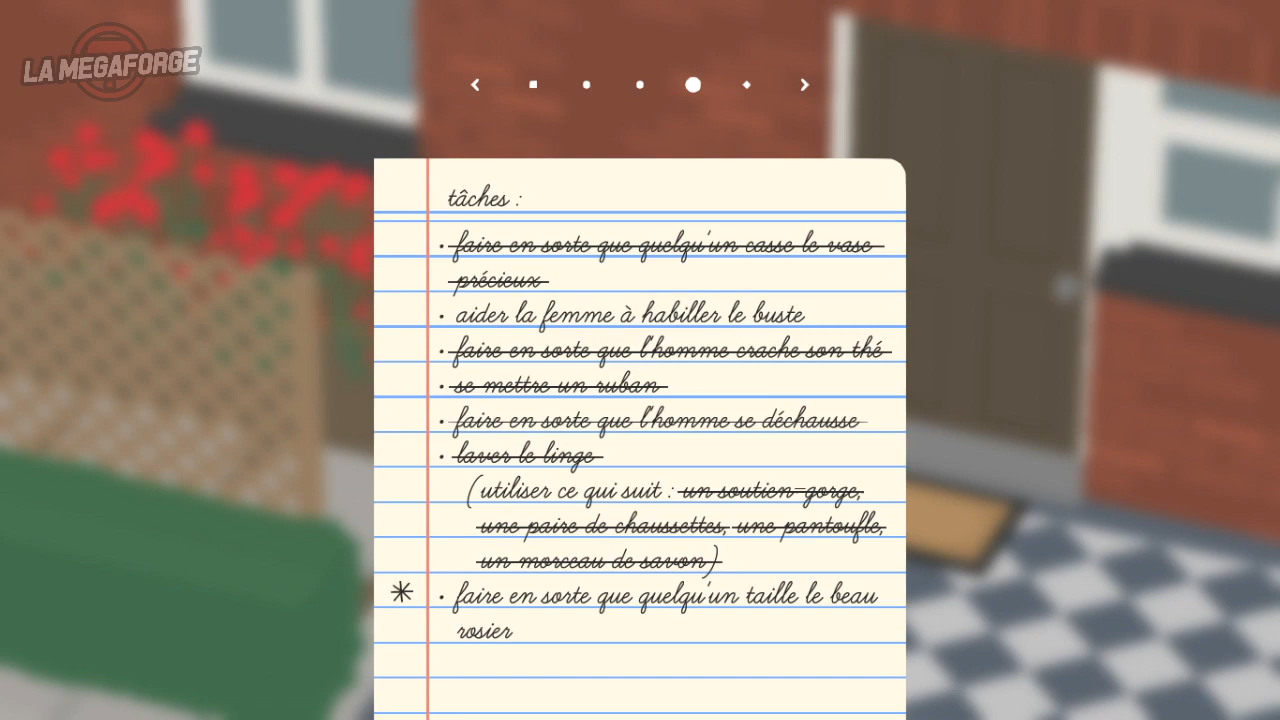 LA MEGAFORGE
tâches :
• faire en sorte que quelqu'un casse le vase
précieux
• aider la femme à habiller le buste
• faire en sorte que l'homme crache son thé
• se mettre un ruban
• faire en sorte que l'homme se déchausse
• laver le linge
(utiliser ce qui suit : un soutien-gorge,
une paire de chaussettes, une pantoufle,
un morceau de savon)
• faire en sorte que quelqu'un taille le beau
rosier